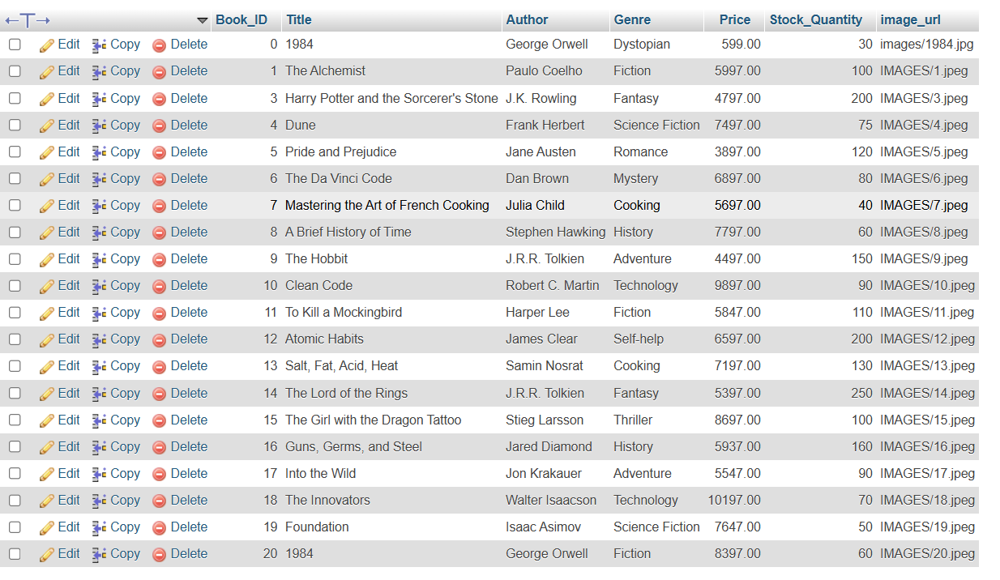 ←T→ Book_ID Title Author Genre Price Stock_Quantity image_url
Edit Copy Delete 0 1984 George Orwell Dystopian 599.00 30 images/1984.jpg
Edit Copy Delete 1 The Alchemist Paulo Coelho Fiction 5997.00 100 IMAGES/1.jpeg
Edit Copy Delete 3 Harry Potter and the Sorcerer's Stone J.K. Rowling Fantasy 4797.00 200 IMAGES/3.jpeg
Edit Copy Delete 4 Dune Frank Herbert Science Fiction 7497.00 75 IMAGES/4.jpeg
Edit Copy Delete 5 Pride and Prejudice Jane Austen Romance 3897.00 120 IMAGES/5.jpeg
Edit Copy Delete 6 The Da Vinci Code Dan Brown Mystery 6897.00 80 IMAGES/6.jpeg
Edit Copy Delete 7 Mastering the Art of French Cooking Julia Child Cooking 5697.00 40 IMAGES/7.jpeg
Edit Copy Delete 8 A Brief History of Time Stephen Hawking History 7797.00 60 IMAGES/8.jpeg
Edit Copy Delete 9 The Hobbit J.R.R. Tolkien Adventure 4497.00 150 IMAGES/9.jpeg
Edit Copy Delete 10 Clean Code Robert C. Martin Technology 9897.00 90 IMAGES/10.jpeg
Edit Copy Delete 11 To Kill a Mockingbird Harper Lee Fiction 5847.00 110 IMAGES/11.jpeg
Edit Copy Delete 12 Atomic Habits James Clear Self-help 6597.00 200 IMAGES/12.jpeg
Edit Copy Delete 13 Salt, Fat, Acid, Heat Samin Nosrat Cooking 7197.00 130 IMAGES/13.jpeg
Edit Copy Delete 14 The Lord of the Rings J.R.R. Tolkien Fantasy 5397.00 250 IMAGES/14.jpeg
Edit Copy Delete 15 The Girl with the Dragon Tattoo Stieg Larsson Thriller 8697.00 100 IMAGES/15.jpeg
Edit Copy Delete 16 Guns, Germs, and Steel Jared Diamond History 5937.00 160 IMAGES/16.jpeg
Edit Copy Delete 17 Into the Wild Jon Krakauer Adventure 5547.00 90 IMAGES/17.jpeg
Edit Copy Delete 18 The Innovators Walter Isaacson Technology 10197.00 70 IMAGES/18.jpeg
Edit Copy Delete 19 Foundation Isaac Asimov Science Fiction 7647.00 50 IMAGES/19.jpeg
Edit Copy Delete 20 1984 George Orwell Fiction 8397.00 60 IMAGES/20.jpeg